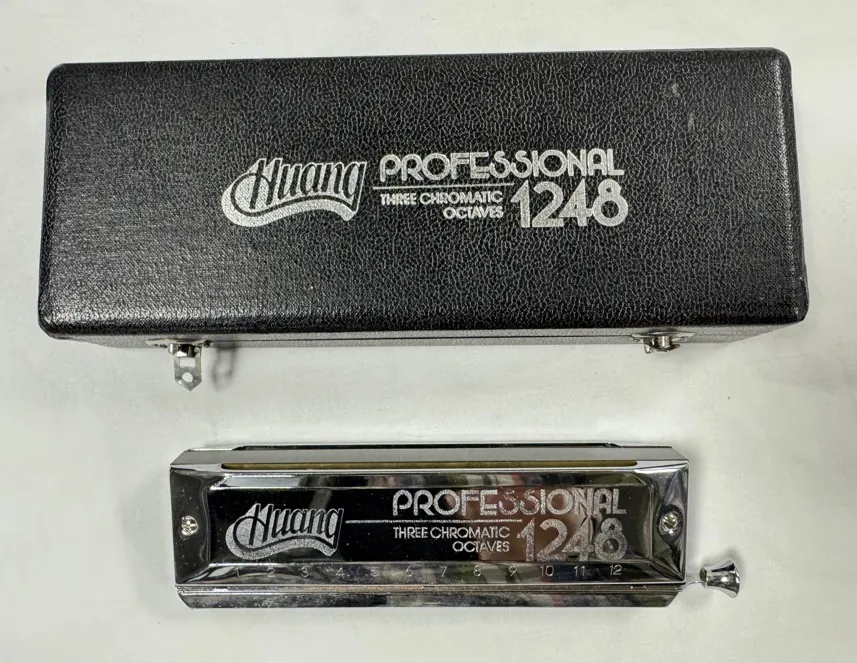 Huang PROFESSIONAL
THREE CHROMATIC
OCTAVES 1248
Huang PROFESSIONAL
THREE CHROMATIC
OCTAVES 1248
1 2 3 4 5 6 7 8 9 10 11 12